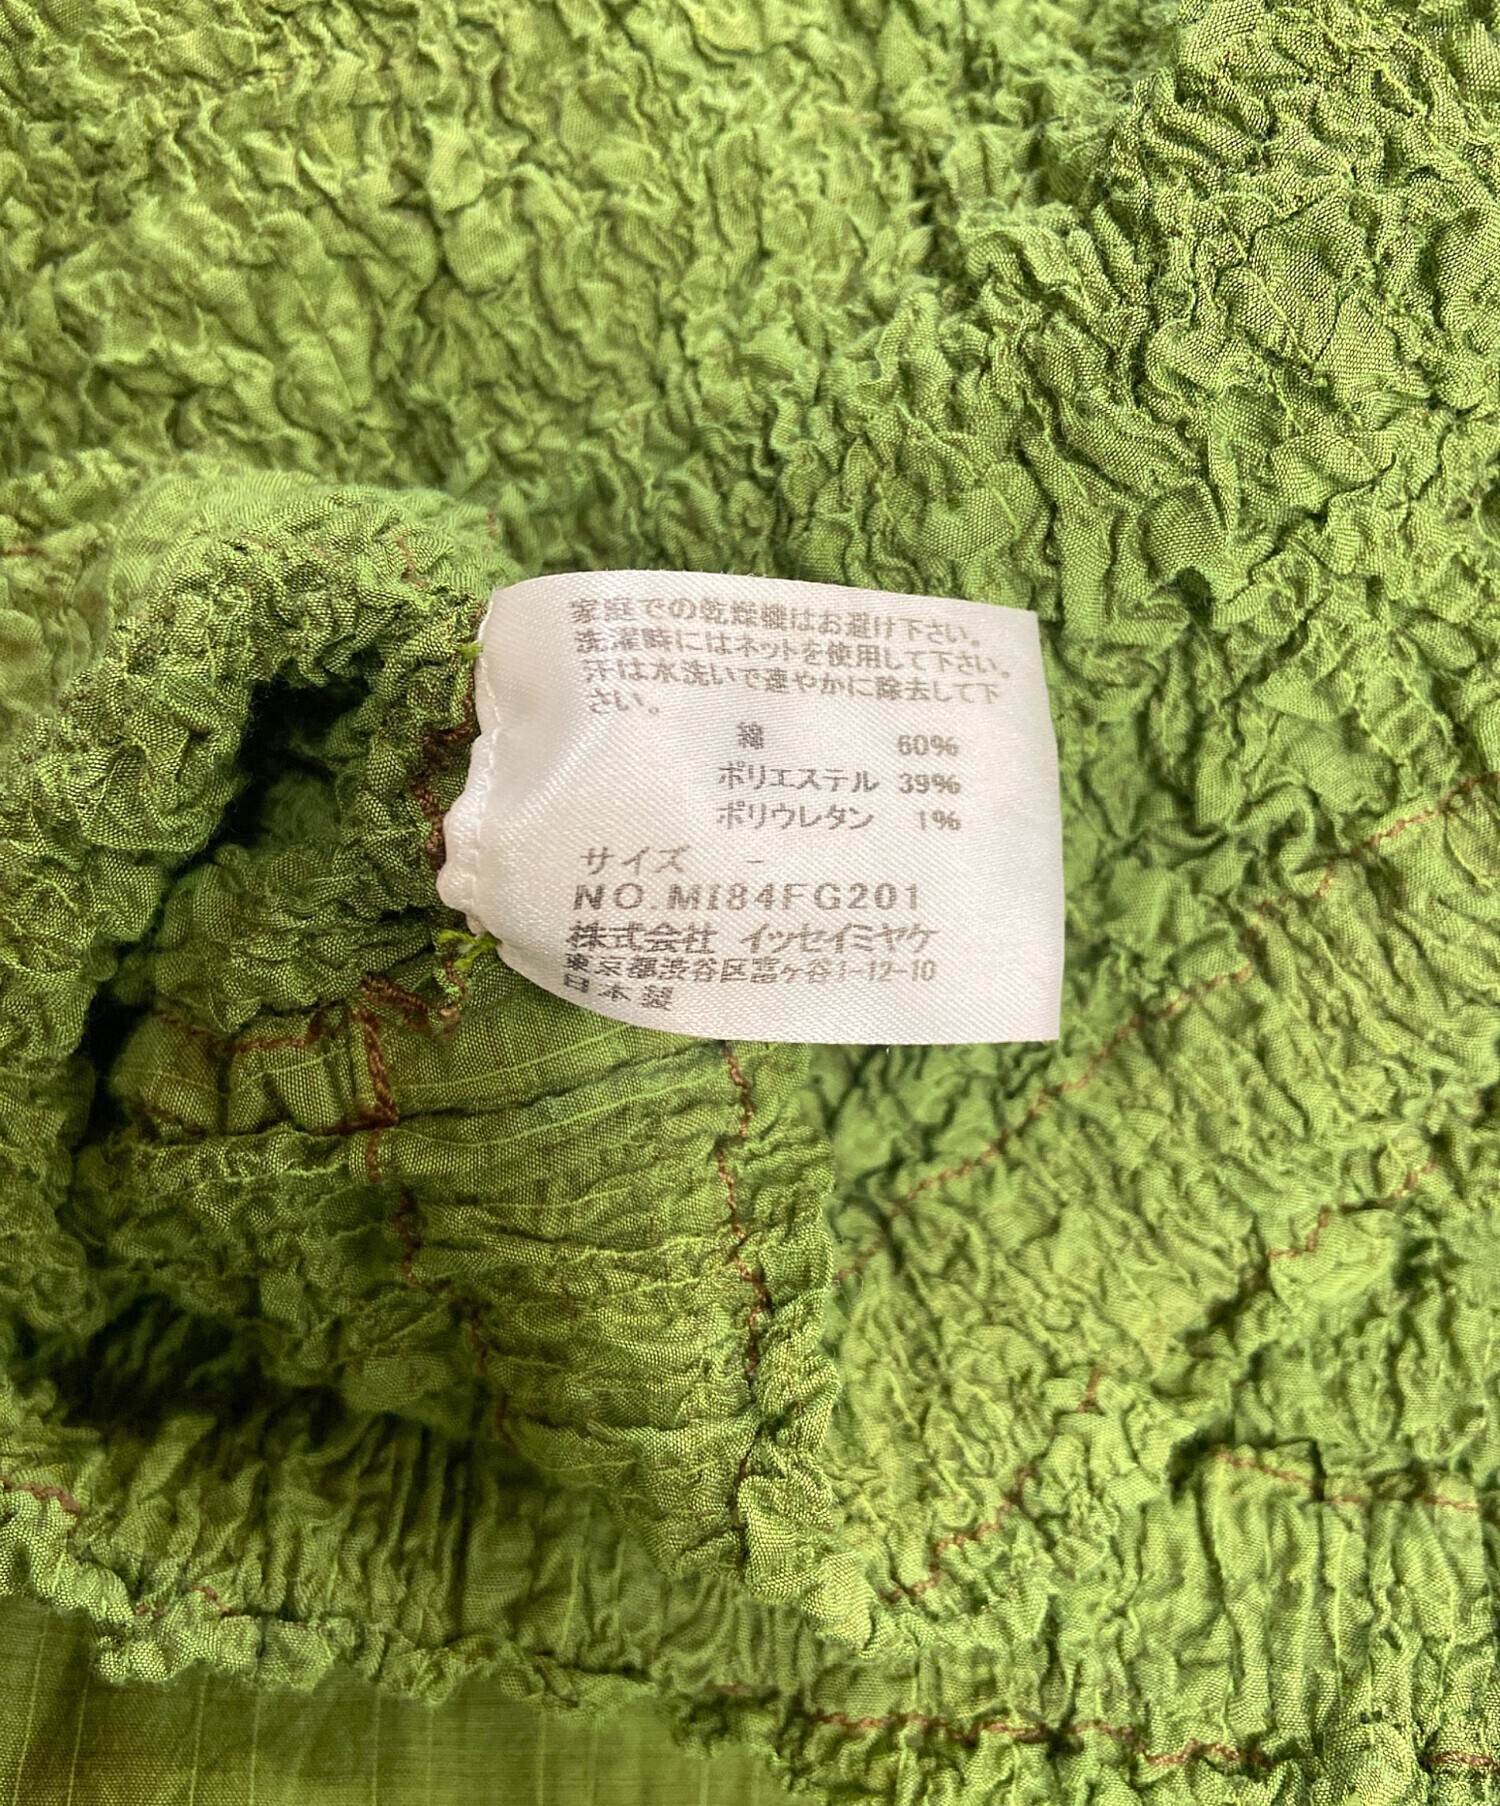 家庭での乾燥機はお避け下さい。
洗濯時にはネットを使用して下さい。
汗は水洗いで速やかに除去して下
さい。
綿 60%
ポリエステル 39%
ポリウレタン 1%
サイズ -
NO.MI84FG201
株式会社 イッセイミヤケ
東京都渋谷区富ヶ谷1-12-10
日本製